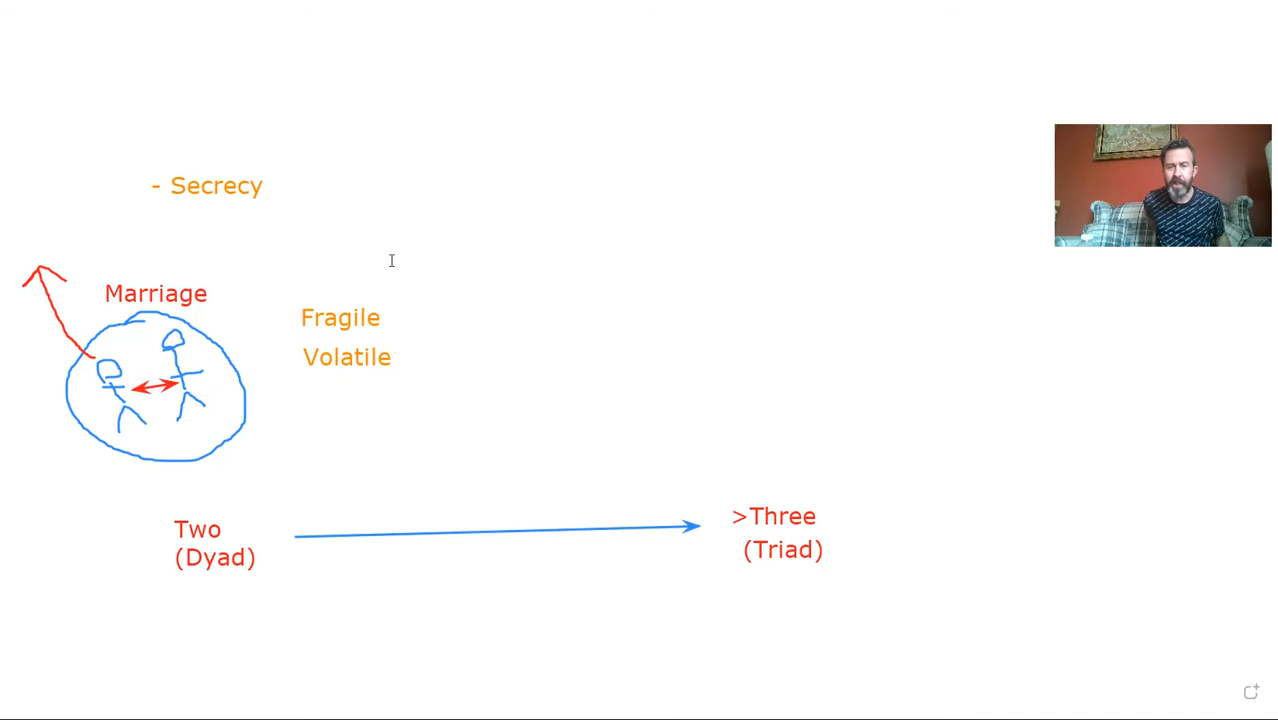 - Secrecy
Marriage
Fragile
Volatile
Two
(Dyad)
>Three
(Triad)